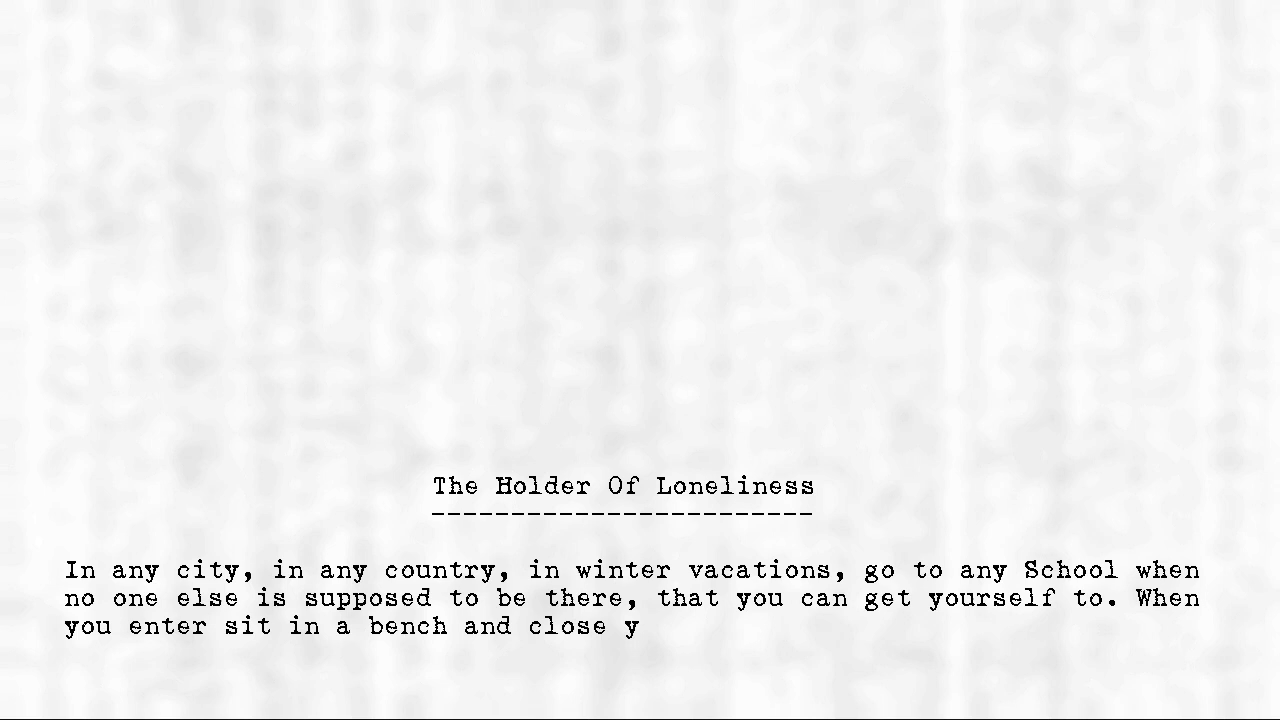 The Holder Of Loneliness
------------------------
In any city, in any country, in winter vacations, go to any School when
no one else is supposed to be there, that you can get yourself to. When
you enter sit in a bench and close y